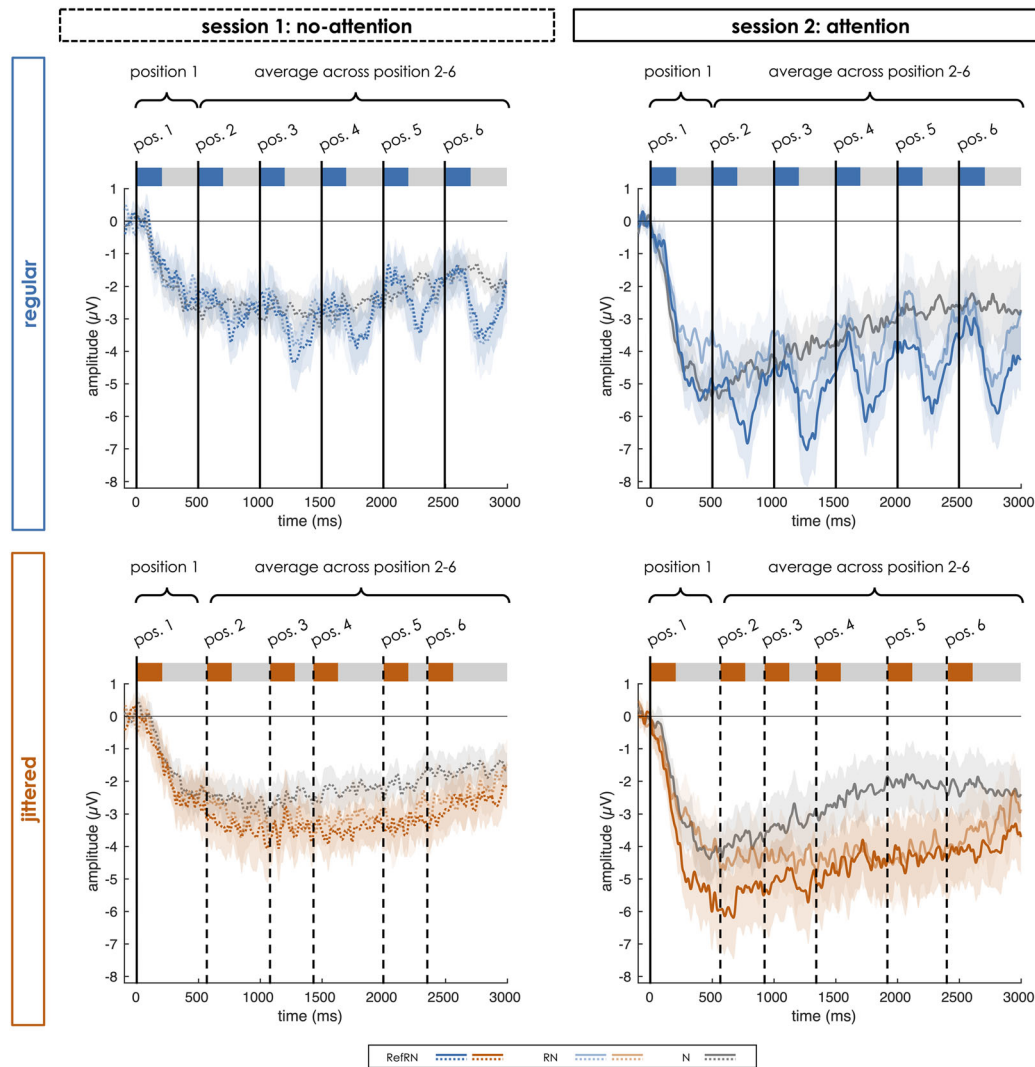 session 1: no-attention
session 2: attention
regular
position 1
average across position 2-6
pos. 1
pos. 2
pos. 3
pos. 4
pos. 5
pos. 6
1
0
-1
-2
-3
-4
-5
-6
-7
-8
amplitude (µV)
0
500
1000
1500
2000
2500
3000
time (ms)
position 1
average across position 2-6
pos. 1
pos. 2
pos. 3
pos. 4
pos. 5
pos. 6
1
0
-1
-2
-3
-4
-5
-6
-7
-8
amplitude (µV)
0
500
1000
1500
2000
2500
3000
time (ms)
jittered
position 1
average across position 2-6
pos. 1
pos. 2
pos. 3
pos. 4
pos. 5
pos. 6
1
0
-1
-2
-3
-4
-5
-6
-7
-8
amplitude (µV)
0
500
1000
1500
2000
2500
3000
time (ms)
position 1
average across position 2-6
pos. 1
pos. 2
pos. 3
pos. 4
pos. 5
pos. 6
1
0
-1
-2
-3
-4
-5
-6
-7
-8
amplitude (µV)
0
500
1000
1500
2000
2500
3000
time (ms)
RefRN
RN
N